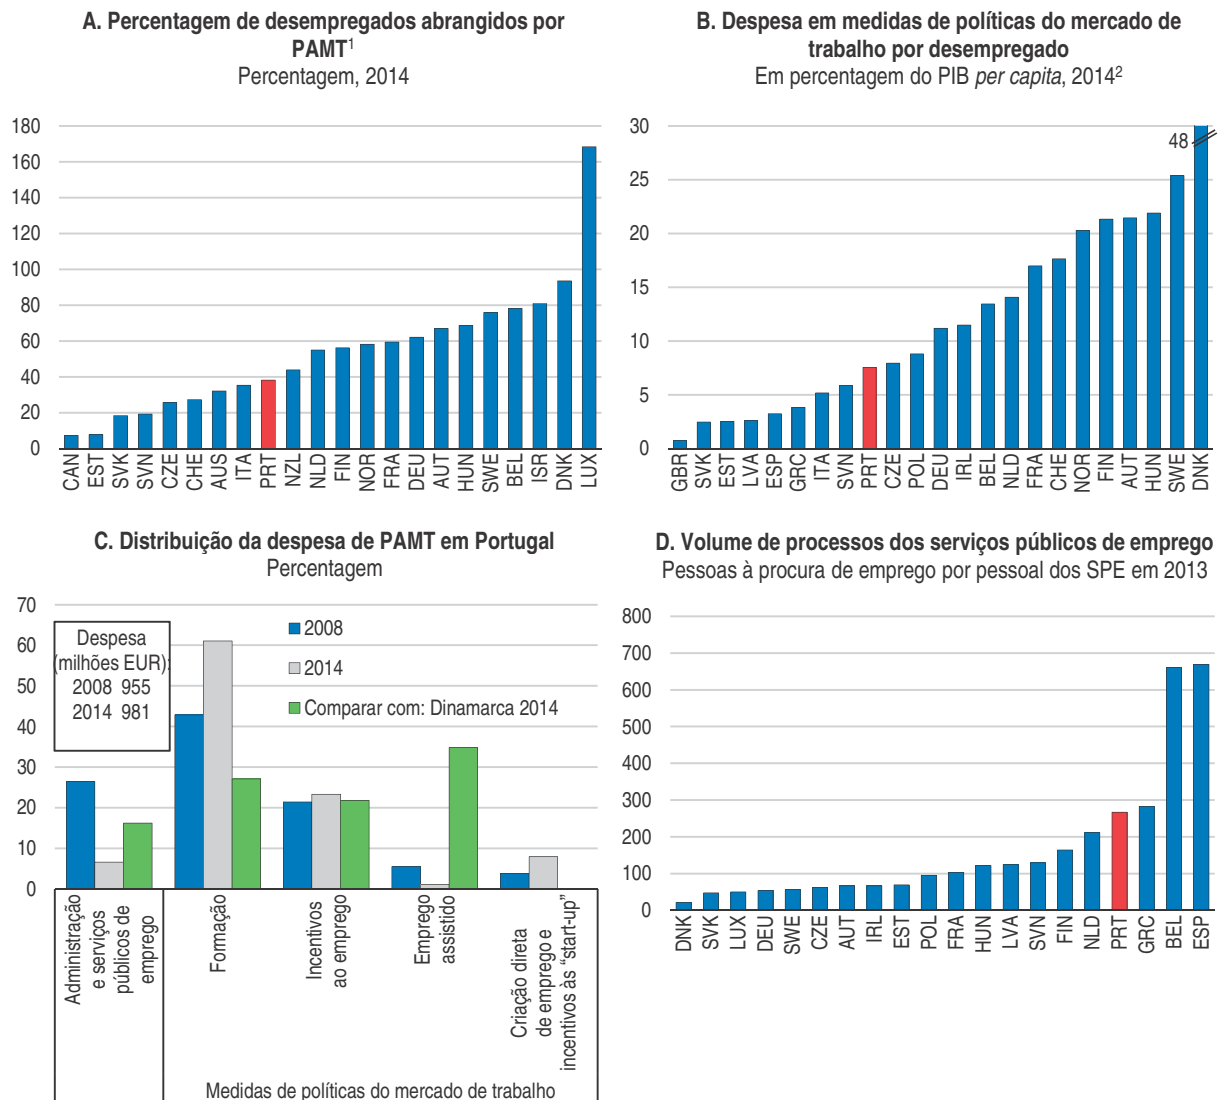 A. Percentagem de desempregados abrangidos por
PAMT¹
Percentagem, 2014
180
160
140
120
100
80
60
40
20
0
CAN EST SVK SVN CZE CHE AUS ITA PRT NZL NLD FIN NOR FRA DEU AUT HUN SWE BEL ISR DNK LUX
B. Despesa em medidas de políticas do mercado de
trabalho por desempregado
Em percentagem do PIB per capita, 2014²
30
25
20
15
10
5
0
48
GBR SVK EST LVA ESP GRC ITA SVN PRT CZE POL DEU IRL BEL NLD FRA CHE NOR FIN AUT HUN SWE DNK
C. Distribuição da despesa de PAMT em Portugal
Percentagem
70
60
50
40
30
20
10
0
Despesa
(milhões EUR):
2008 955
2014 981
2008
2014
Comparar com: Dinamarca 2014
Administração
e serviços
públicos de
emprego
Formação
Incentivos
ao emprego
Emprego
assistido
Criação direta
de emprego e
incentivos às “start-up”
Medidas de políticas do mercado de trabalho
D. Volume de processos dos serviços públicos de emprego
Pessoas à procura de emprego por pessoal dos SPE em 2013
800
700
600
500
400
300
200
100
0
DNK SVK LUX DEU SWE CZE AUT IRL EST POL FRA HUN LVA SVN FIN NLD PRT GRC BEL ESP